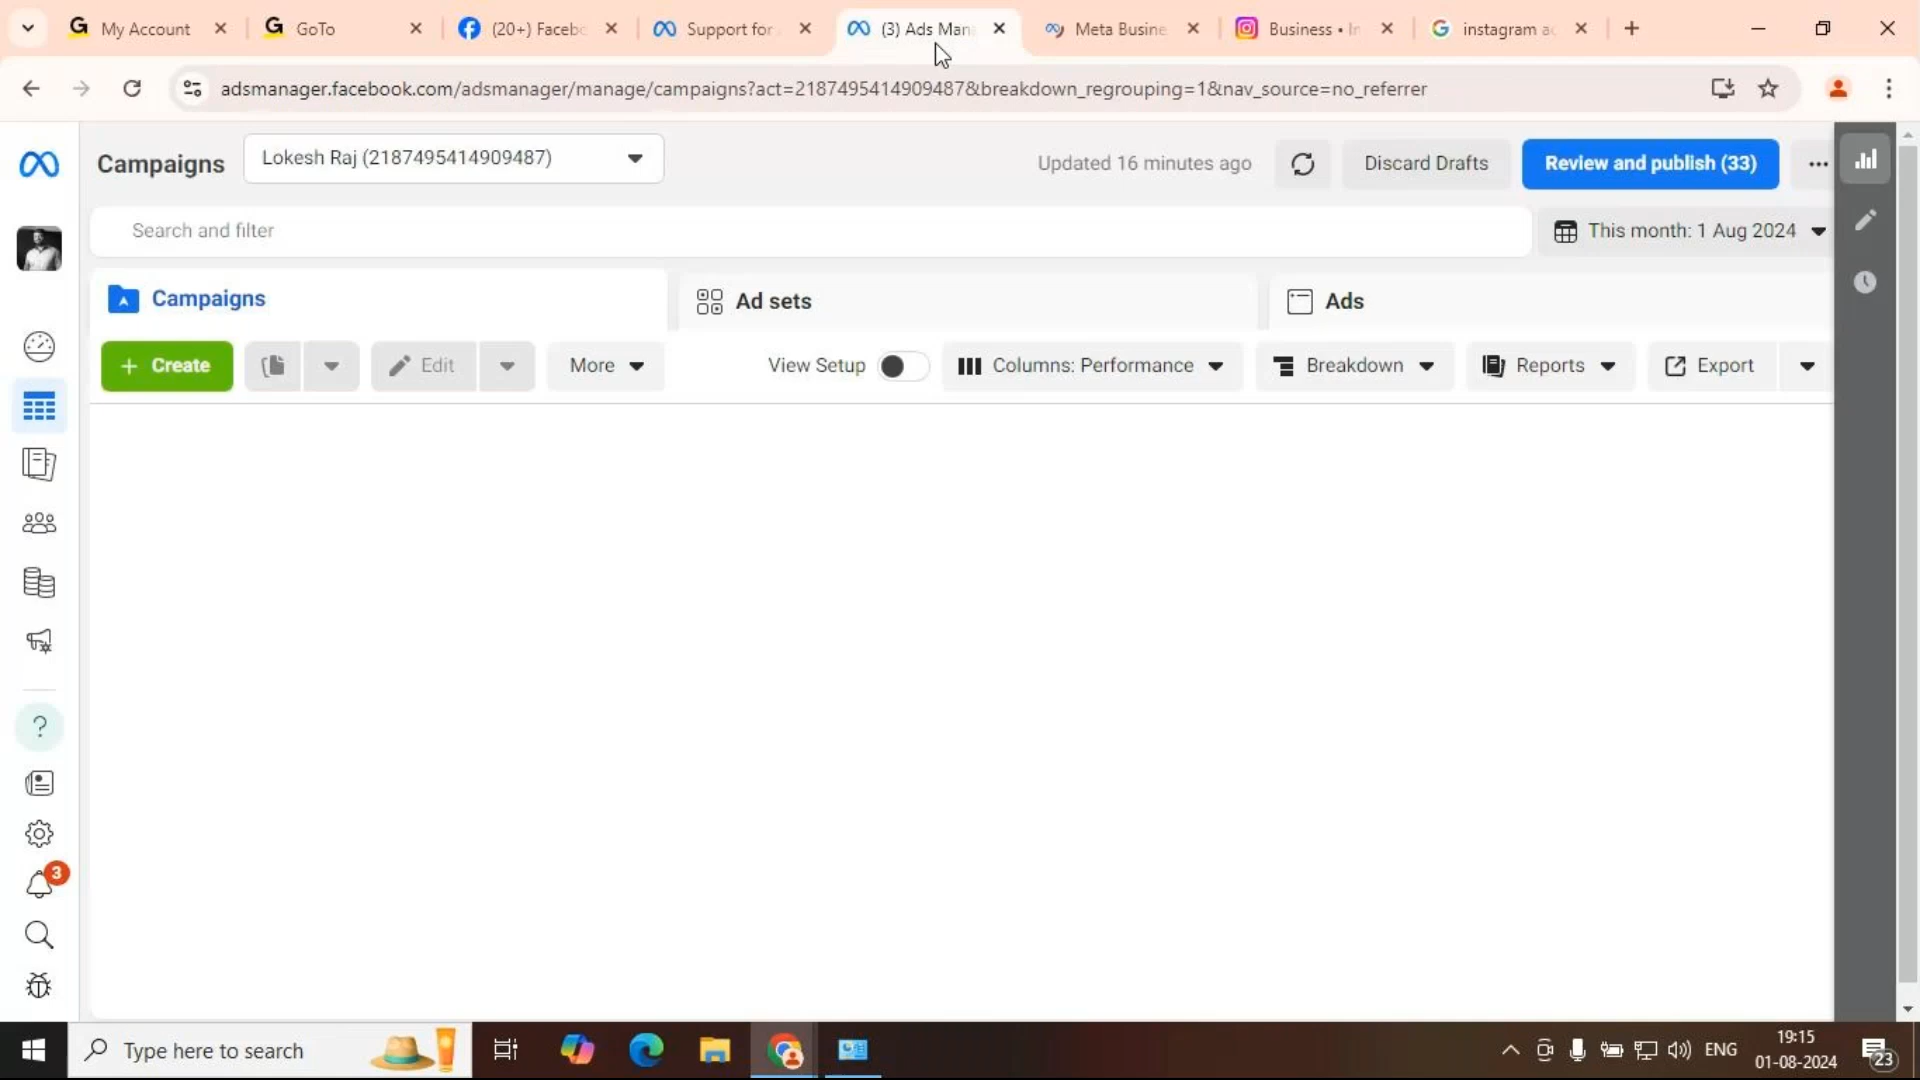 My Account
GoTo
(20+) Facebo
Support for
(3) Ads Man
Meta Busine
Business • In
instagram ad
adsmanager.facebook.com/adsmanager/manage/campaigns?act=2187495414909487&breakdown_regrouping=1&nav_source=no_referrer
Campaigns
Lokesh Raj (2187495414909487)
Updated 16 minutes ago
Discard Drafts
Review and publish (33)
Search and filter
This month: 1 Aug 2024
Campaigns
Ad sets
Ads
+ Create
Edit
More
View Setup
Columns: Performance
Breakdown
Reports
Export
?
3
Type here to search
ENG
19:15
01-08-2024
23